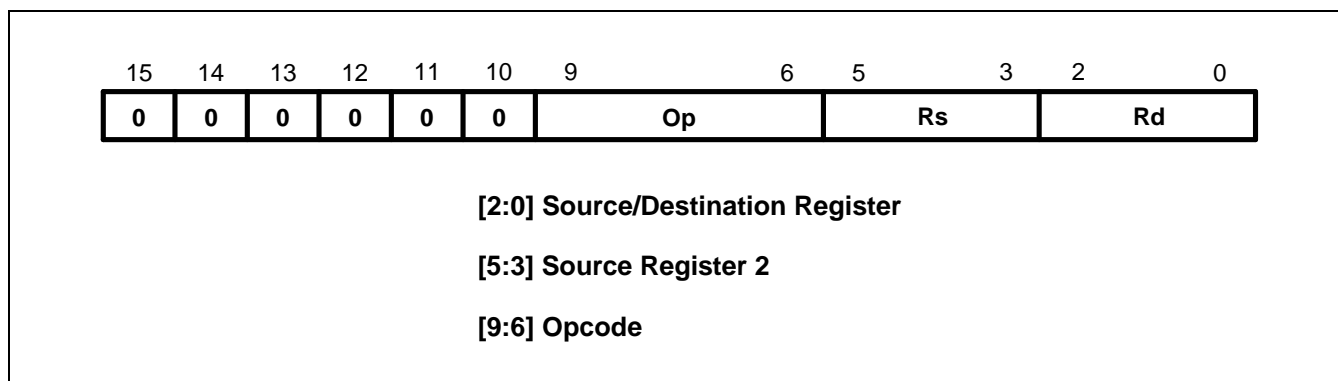 15 14 13 12 11 10 9 6 5 3 2 0
0 0 0 0 0 0 Op Rs Rd
[2:0] Source/Destination Register
[5:3] Source Register 2
[9:6] Opcode